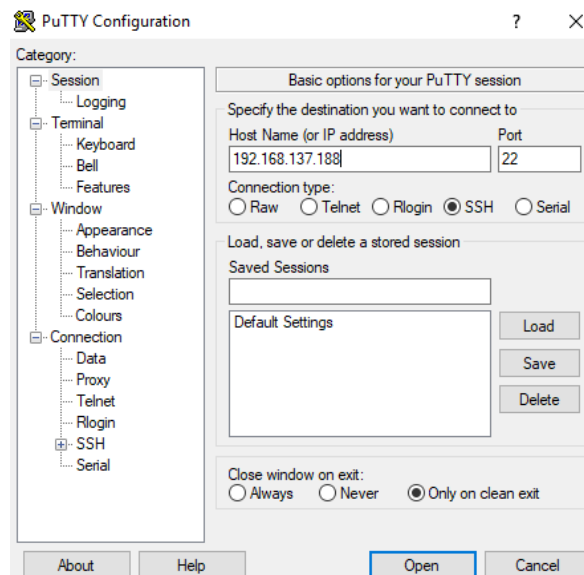 PuTTY Configuration
Category:
Session
Logging
Terminal
Keyboard
Bell
Features
Window
Appearance
Behaviour
Translation
Selection
Colours
Connection
Data
Proxy
Telnet
Rlogin
SSH
Serial
Basic options for your PuTTY session
Specify the destination you want to connect to
Host Name (or IP address) Port
192.168.137.188 22
Connection type:
Raw Telnet Rlogin SSH Serial
Load, save or delete a stored session
Saved Sessions
Default Settings
Load
Save
Delete
Close window on exit:
Always Never Only on clean exit
About Help Open Cancel